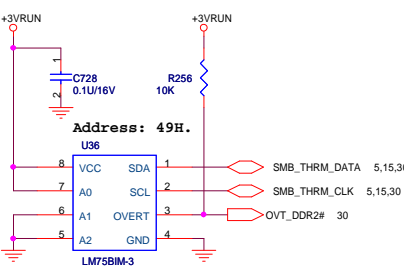 +3VRUN +3VRUN
1
C728
0.1U/16V
2
R256
10K
Address: 49H.
U36
8 VCC SDA 1 SMB_THRM_DATA 5,15,30
7 A0 SCL 2 SMB_THRM_CLK 5,15,30
6 A1 OVERT 3 OVT_DDR2# 30
5 A2 GND 4
LM75BIM-3